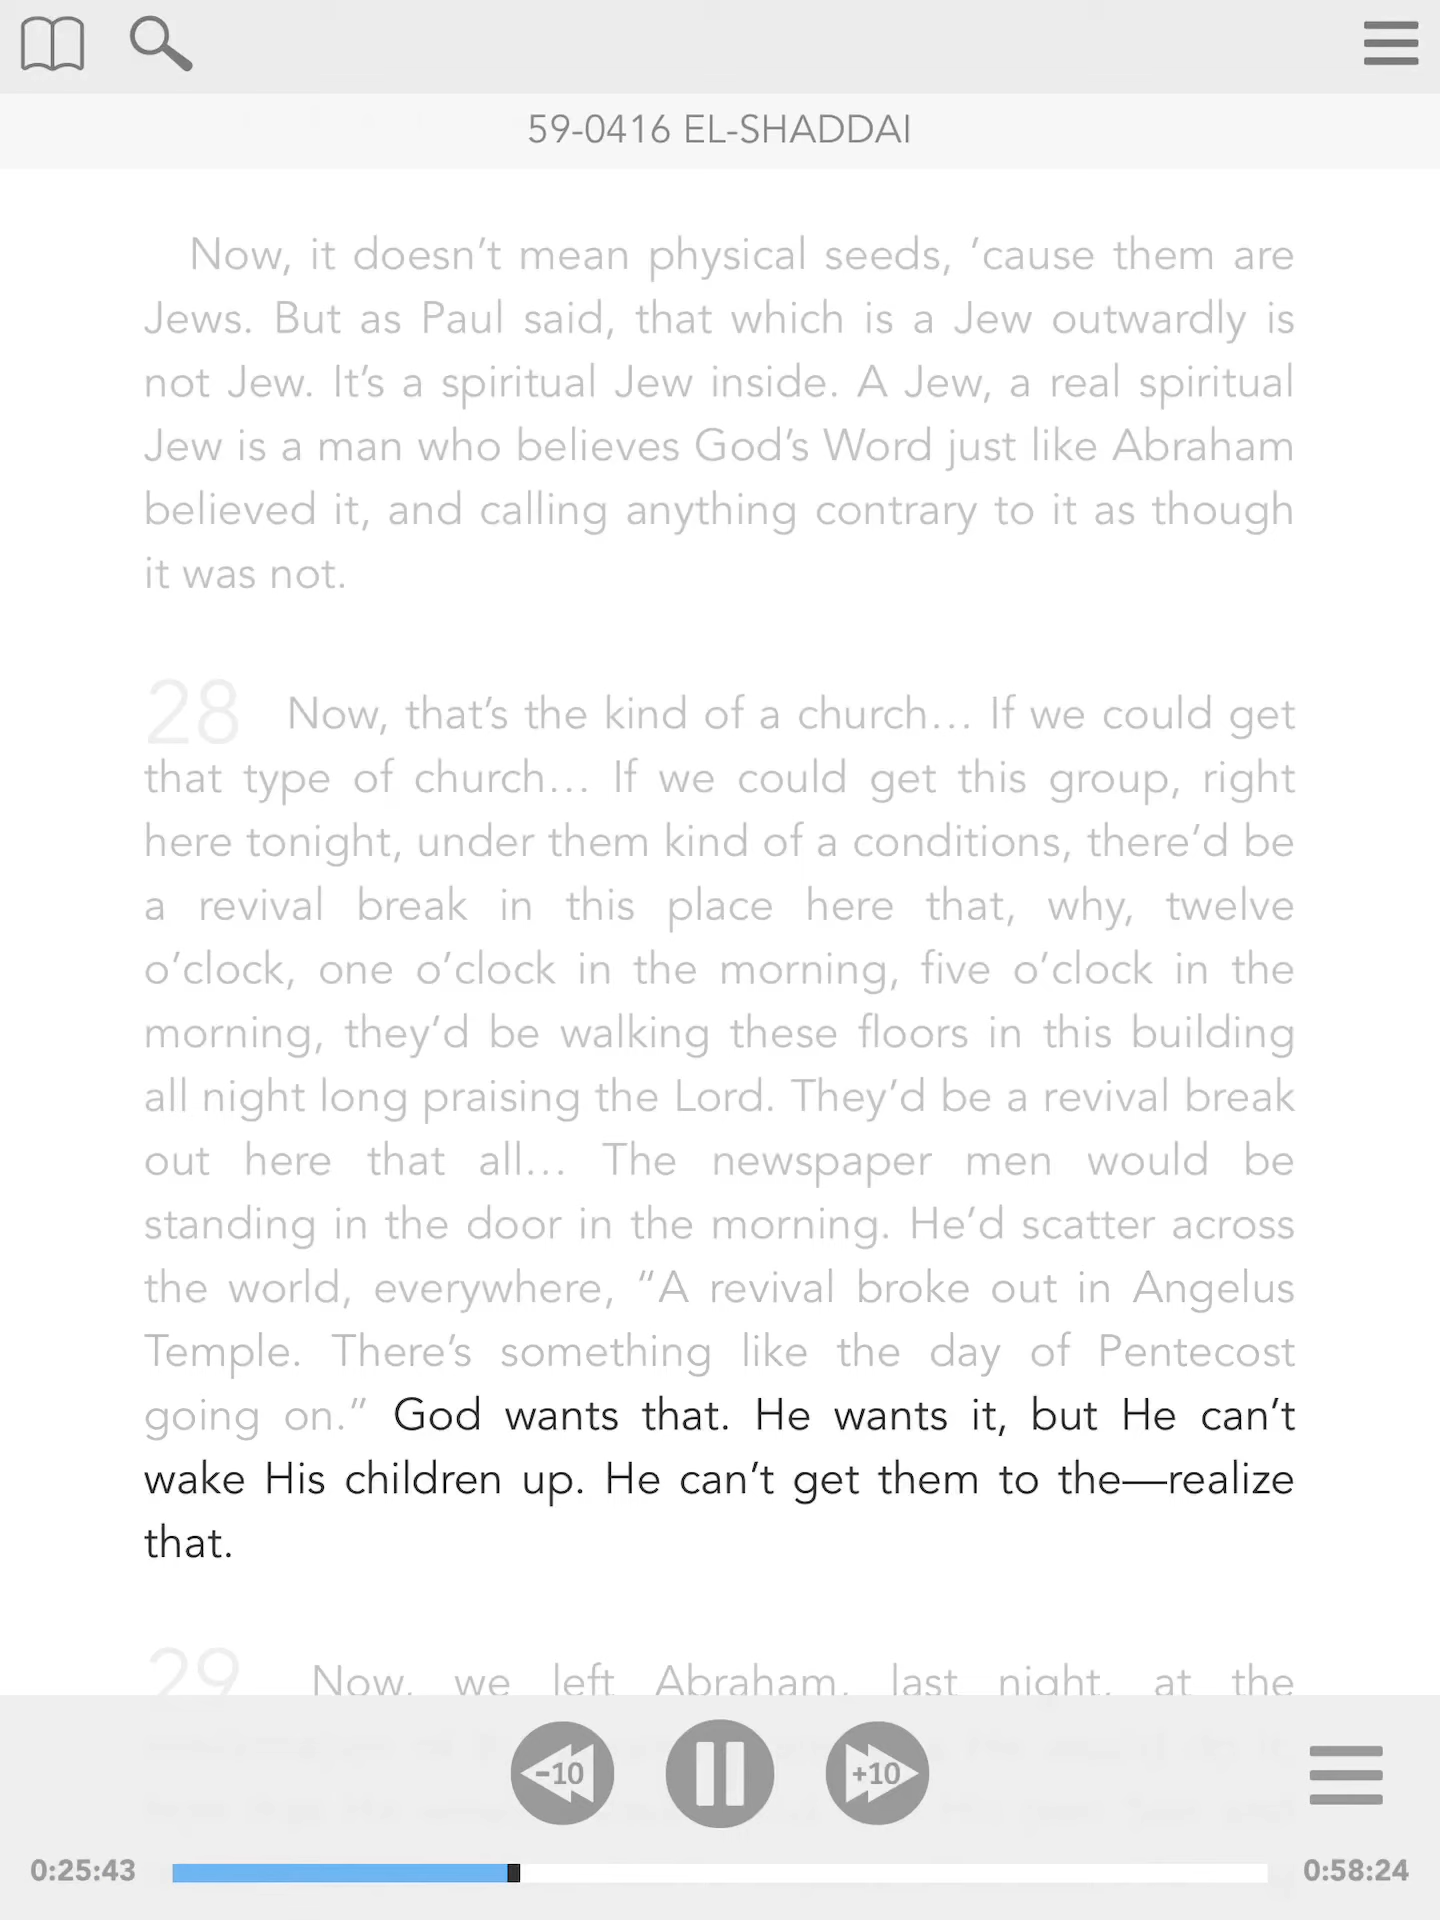 59-0416 EL-SHADDAI
Now, it doesn’t mean physical seeds, ’cause them are
Jews. But as Paul said, that which is a Jew outwardly is
not Jew. It’s a spiritual Jew inside. A Jew, a real spiritual
Jew is a man who believes God’s Word just like Abraham
believed it, and calling anything contrary to it as though
it was not.
28 Now, that’s the kind of a church… If we could get
that type of church… If we could get this group, right
here tonight, under them kind of a conditions, there’d be
a revival break in this place here that, why, twelve
o’clock, one o’clock in the morning, five o’clock in the
morning, they’d be walking these floors in this building
all night long praising the Lord. They’d be a revival break
out here that all… The newspaper men would be
standing in the door in the morning. He’d scatter across
the world, everywhere, “A revival broke out in Angelus
Temple. There’s something like the day of Pentecost
going on.” God wants that. He wants it, but He can’t
wake His children up. He can’t get them to the—realize
that.
29 Now, we left Abraham, last night, at the
-10 +10
0:25:43 0:58:24